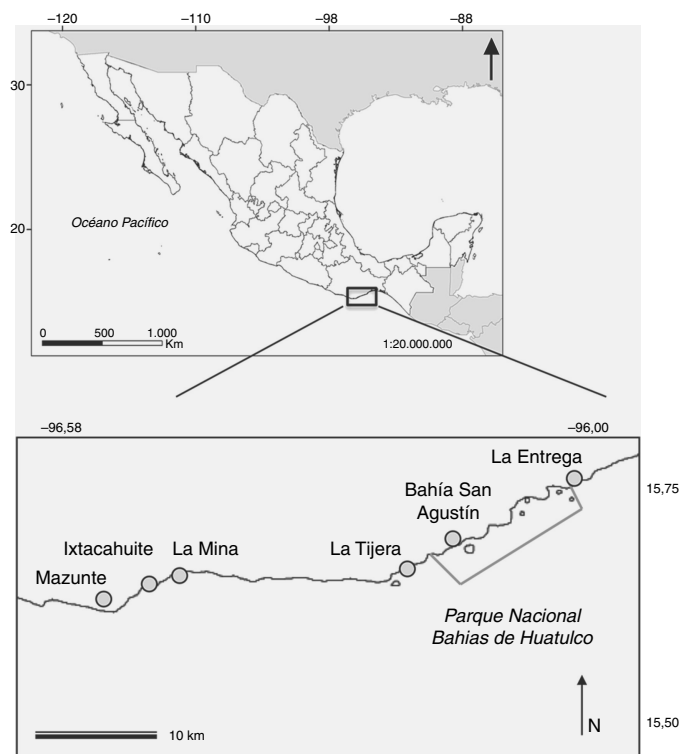 –120
–110
–98
–88
30
20
Océano Pacífico
0
500
1.000
Km
1:20.000.000
–96,58
–96,00
La Entrega
15,75
Bahía San
Agustín
Ixtacahuite
La Mina
La Tijera
Mazunte
Parque Nacional
Bahias de Huatulco
10 km
N
15,50